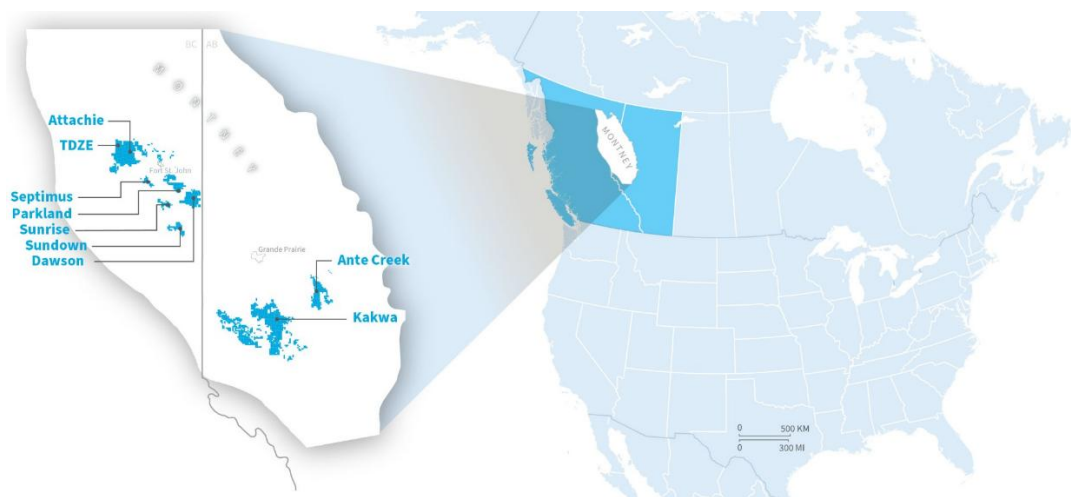 BC AB
MONTNEY
Attachie
TDZE
Fort St. John
Septimus
Parkland
Sunrise
Sundown
Dawson
Grande Prairie
Ante Creek
Kakwa
MONTNEY
0 500 KM
0 300 MI